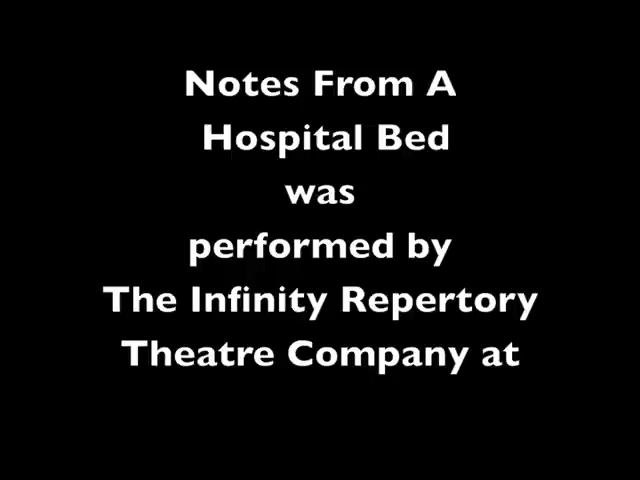 Notes From A
Hospital Bed
was
performed by
The Infinity Repertory
Theatre Company at